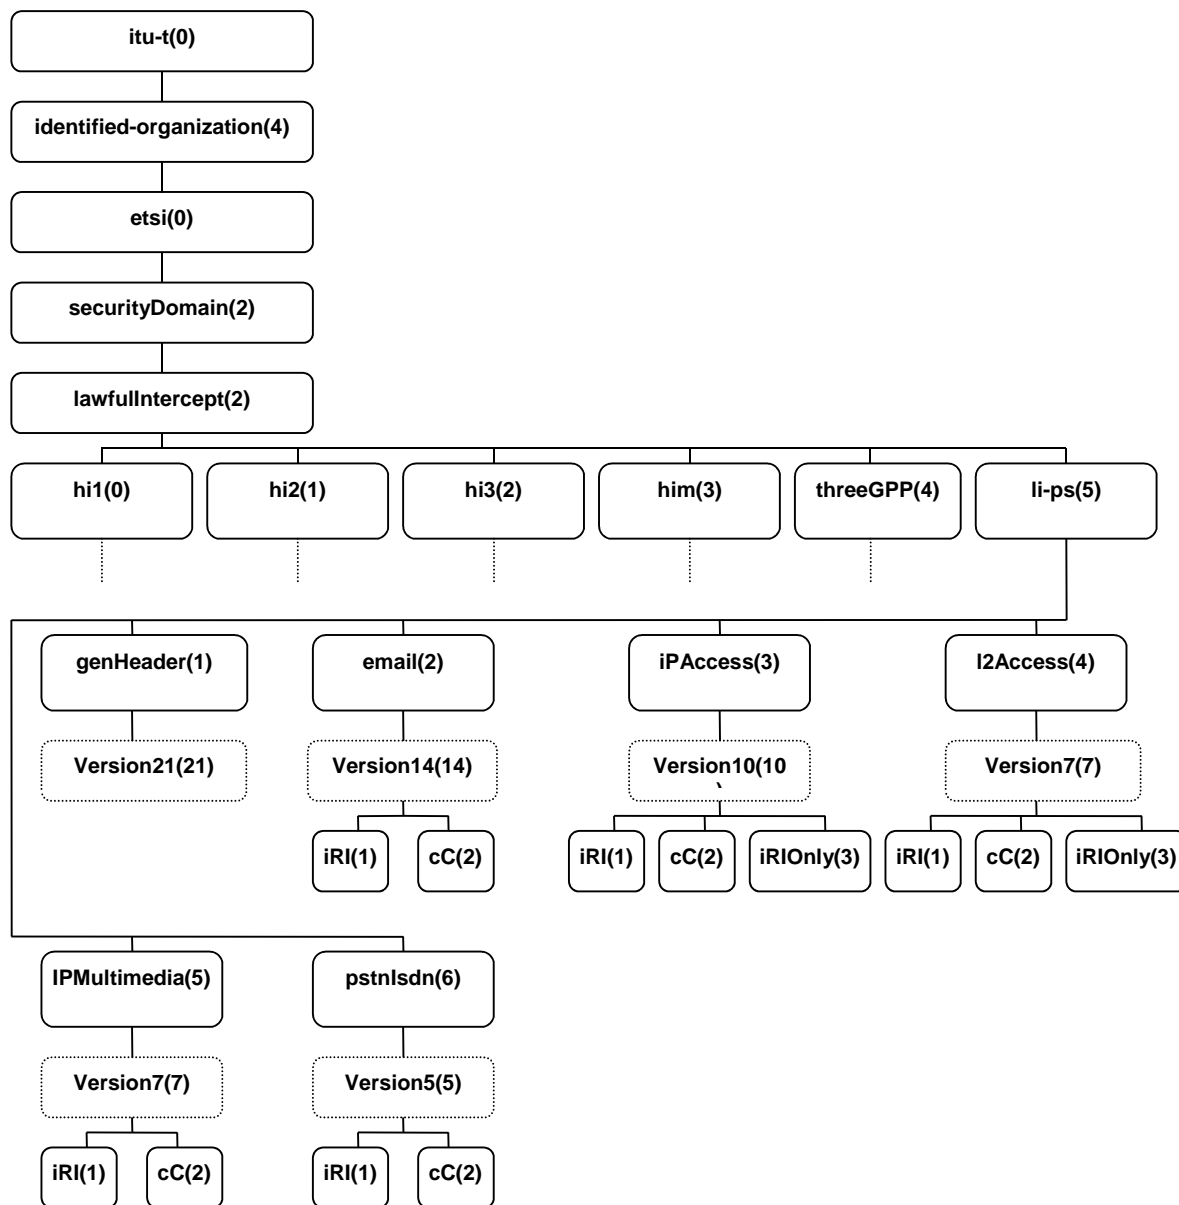 itu-t(0)
identified-organization(4)
etsi(0)
securityDomain(2)
lawfulIntercept(2)
hi1(0) hi2(1) hi3(2) him(3) threeGPP(4) li-ps(5)
genHeader(1) email(2) iPAccess(3) l2Access(4)
Version21(21) Version14(14) Version10(10 Version7(7)
)
iRI(1) cC(2) iRI(1) cC(2) iRIOnly(3) iRI(1) cC(2) iRIOnly(3)
IPMultimedia(5) pstnIsdn(6)
Version7(7) Version5(5)
iRI(1) cC(2) iRI(1) cC(2)